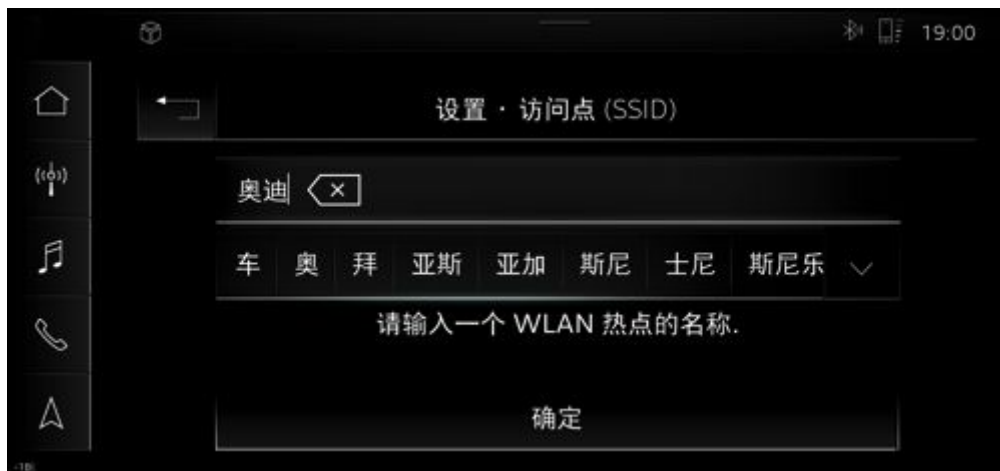 19:00
设置 · 访问点 (SSID)
奥迪
车 奥 拜 亚斯 亚加 斯尼 士尼 斯尼乐
请输入一个 WLAN 热点的名称.
确定